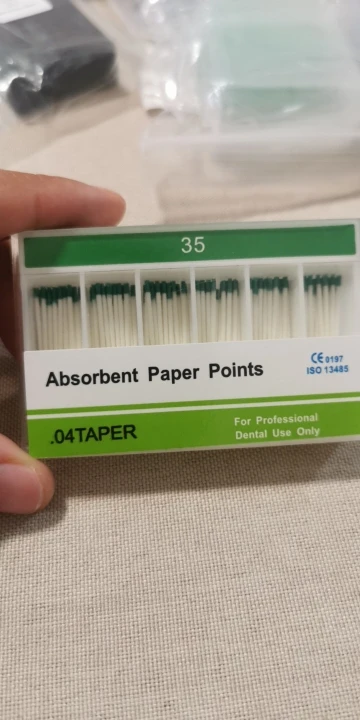 35
Absorbent Paper Points
CE 0197
ISO 13485
.04TAPER
For Professional
Dental Use Only